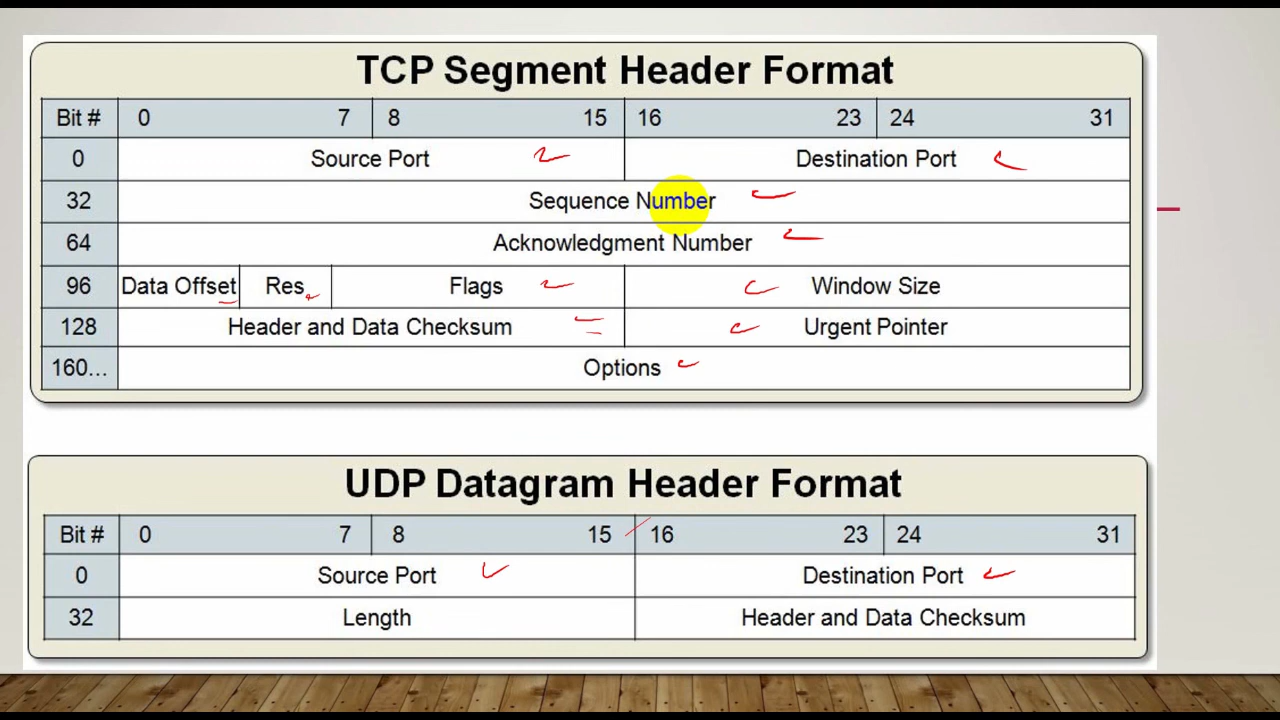 TCP Segment Header Format
Bit # 0 7 8 15 16 23 24 31
0 Source Port Destination Port
32 Sequence Number
64 Acknowledgment Number
96 Data Offset Res Flags Window Size
128 Header and Data Checksum Urgent Pointer
160... Options
UDP Datagram Header Format
Bit # 0 7 8 15 16 23 24 31
0 Source Port Destination Port
32 Length Header and Data Checksum